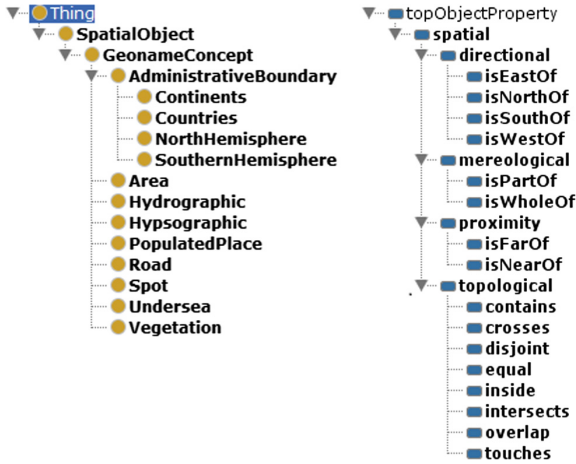 Thing
SpatialObject
GeonameConcept
AdministrativeBoundary
Continents
Countries
NorthHemisphere
SouthernHemisphere
Area
Hydrographic
Hypsographic
PopulatedPlace
Road
Spot
Undersea
Vegetation
topObjectProperty
spatial
directional
isEastOf
isNorthOf
isSouthOf
isWestOf
mereological
isPartOf
isWholeOf
proximity
isFarOf
isNearOf
topological
contains
crosses
disjoint
equal
inside
intersects
overlap
touches